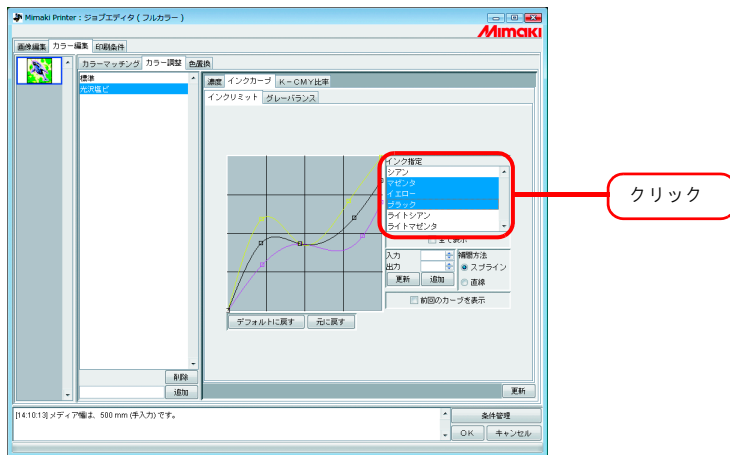 Mimaki Printer : ジョブエディタ ( フルカラー )
Mimaki
画像編集 カラー編集 印刷条件
カラーマッチング カラー調整 色置換
標準
光沢塩ビ
濃度 インクカーブ K－CMY比率
インクリミット グレーバランス
インク指定
シアン
マゼンタ
イエロー
ブラック
ライトシアン
ライトマゼンタ
クリック
全て表示
入力
出力
補間方法
スプライン
直線
更新 追加
前回のカーブを表示
デフォルトに戻す 元に戻す
削除
追加
更新
[14:10:13] メディア幅は、500 mm (手入力) です。
条件管理
OK キャンセル